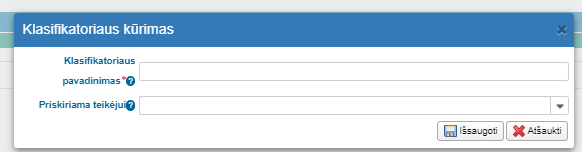 Klasifikatoriaus kūrimas
Klasifikatoriaus
pavadinimas*
Priskiriama teikėjui
Išsaugoti
Atšaukti